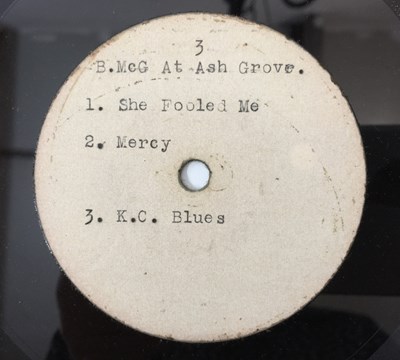 3
B.McG At Ash Grove.
1. She Fooled Me
2. Mercy
3. K.C. Blues